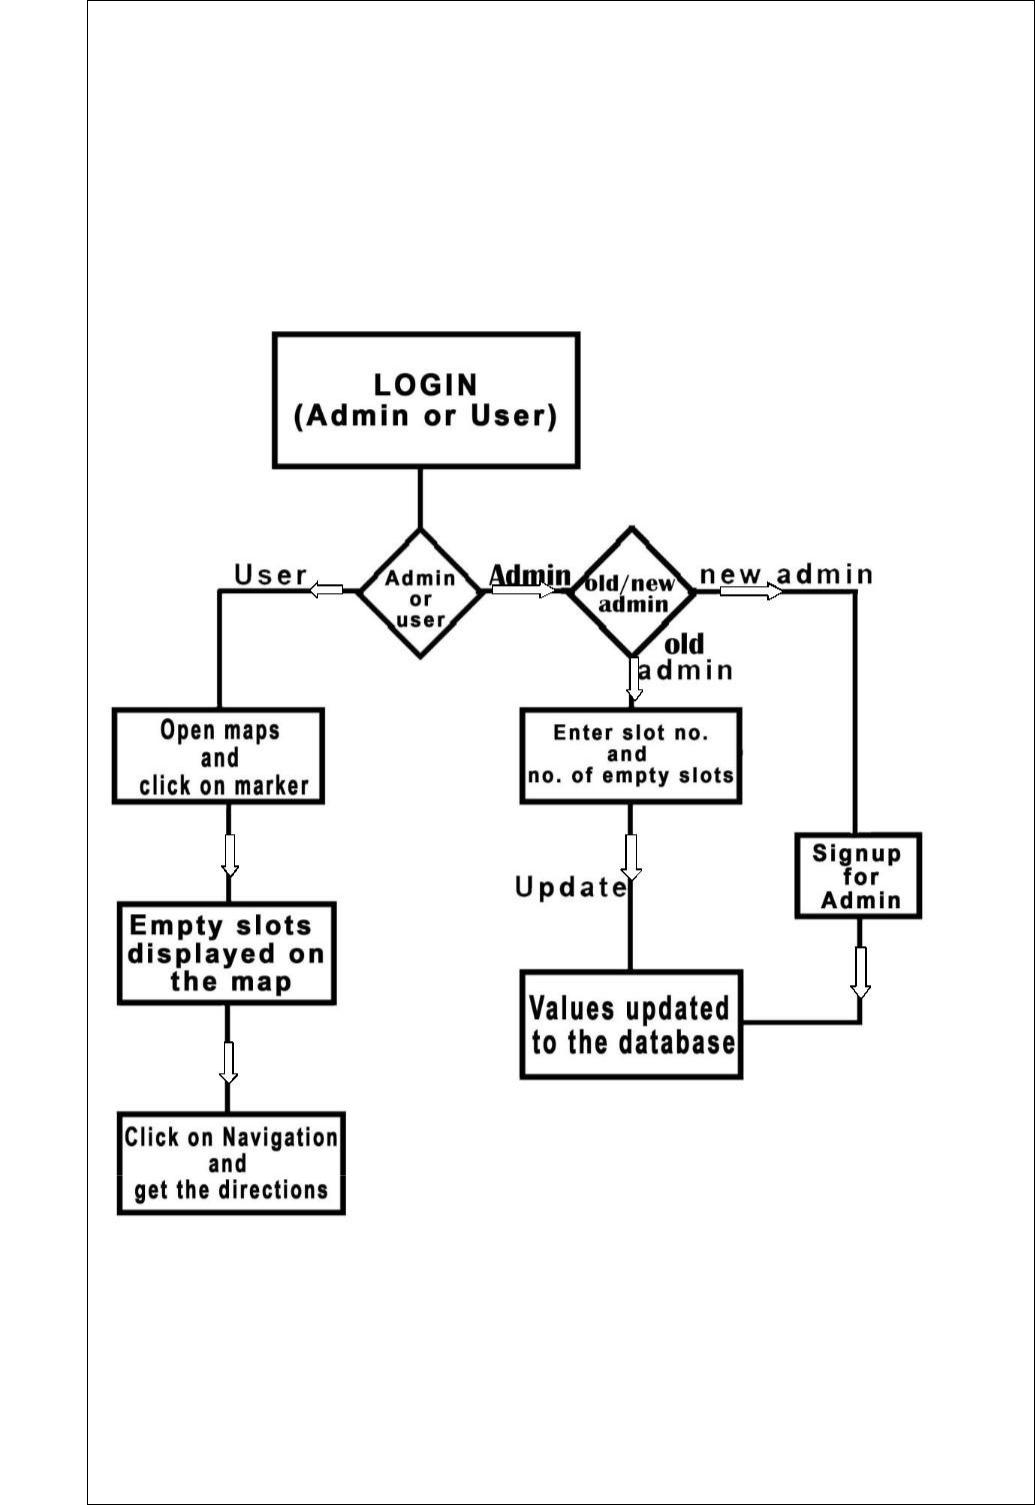 LOGIN
(Admin or User)
User
Admin
or
user
Admin
old/new
admin
new admin
old
admin
Open maps
and
click on marker
Enter slot no.
and
no. of empty slots
Signup
for
Admin
Update
Empty slots
displayed on
the map
Values updated
to the database
Click on Navigation
and
get the directions